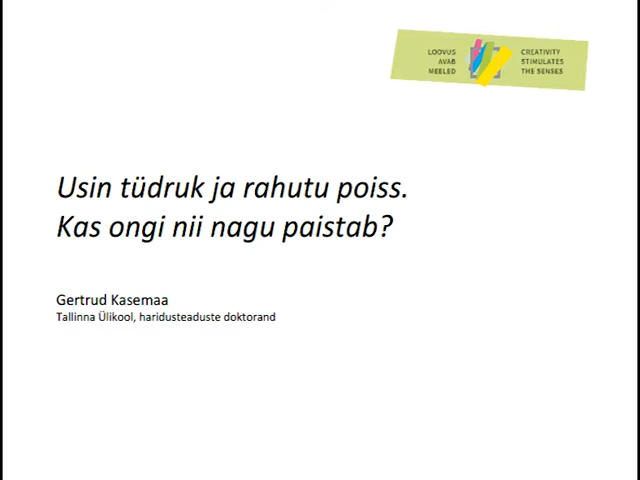 LOOVUS
AVAB
MEELED
CREATIVITY
STIMULATES
THE SENSES
Usin tüdruk ja rahutu poiss.
Kas ongi nii nagu paistab?
Gertrud Kasemaa
Tallinna Ülikool, haridusteaduste doktorand